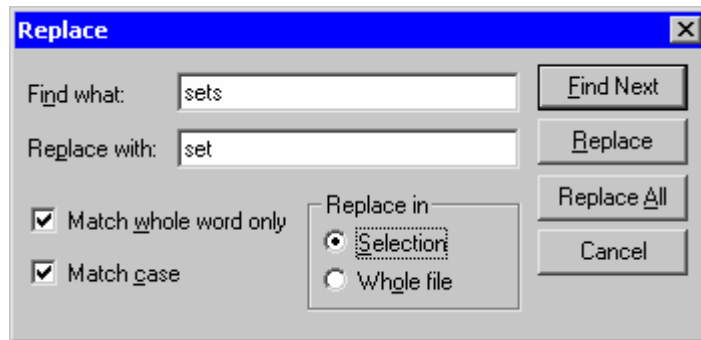 Replace
Find what: sets
Find Next
Replace with: set
Replace
Replace All
Match whole word only
Replace in
Selection
Match case
Whole file
Cancel